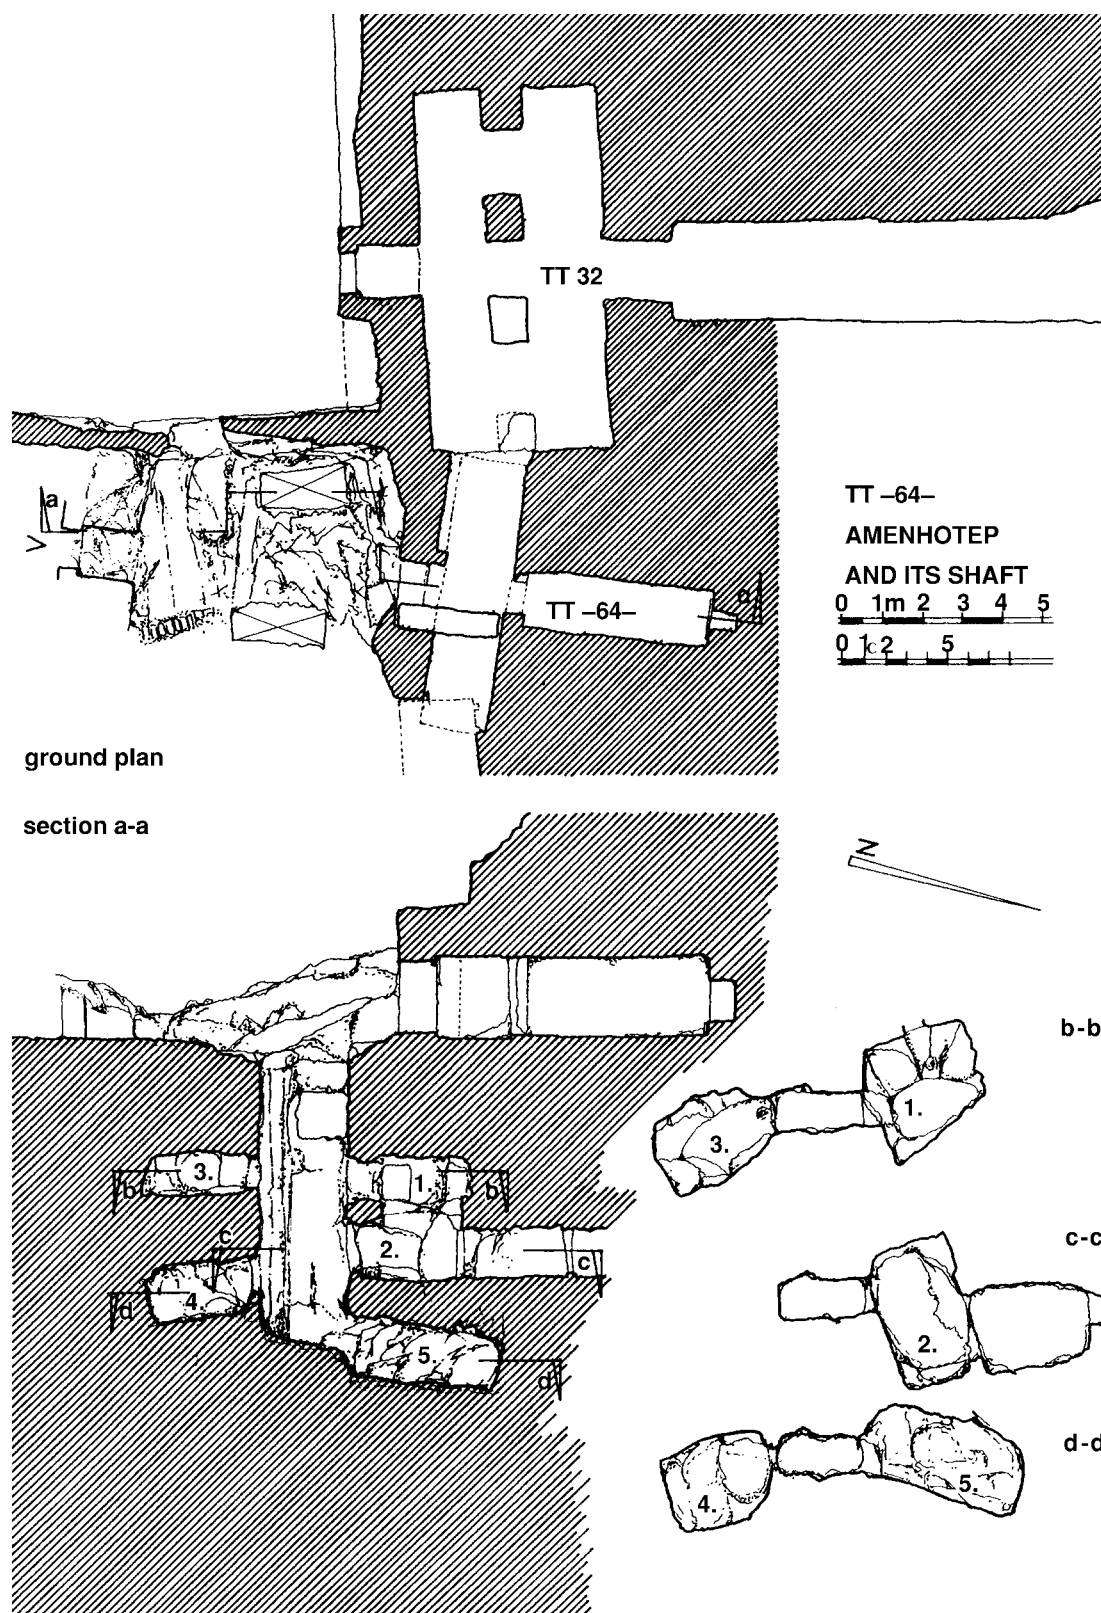 TT 32
a
V
TT –64–
a
TT –64–
AMENHOTEP
AND ITS SHAFT
0 1m 2 3 4 5
0 1c 2 5
ground plan
section a-a
N
b-b
3.
1.
3.
1.
b
b
c-c
c
2.
c
4.
d
2.
5.
d
d-d
4.
5.